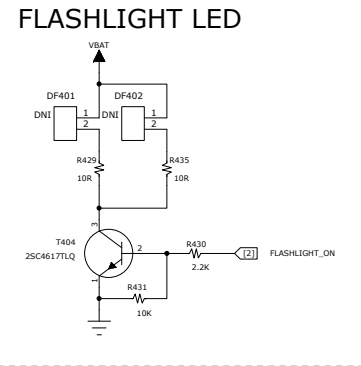 FLASHLIGHT LED
VBAT
DF401
DF402
DNI
1
2
DNI
1
2
R429
10R
R435
10R
3
T404
2SC4617TLQ
2
1
R430
2.2K
[2]
FLASHLIGHT_ON
R431
10K